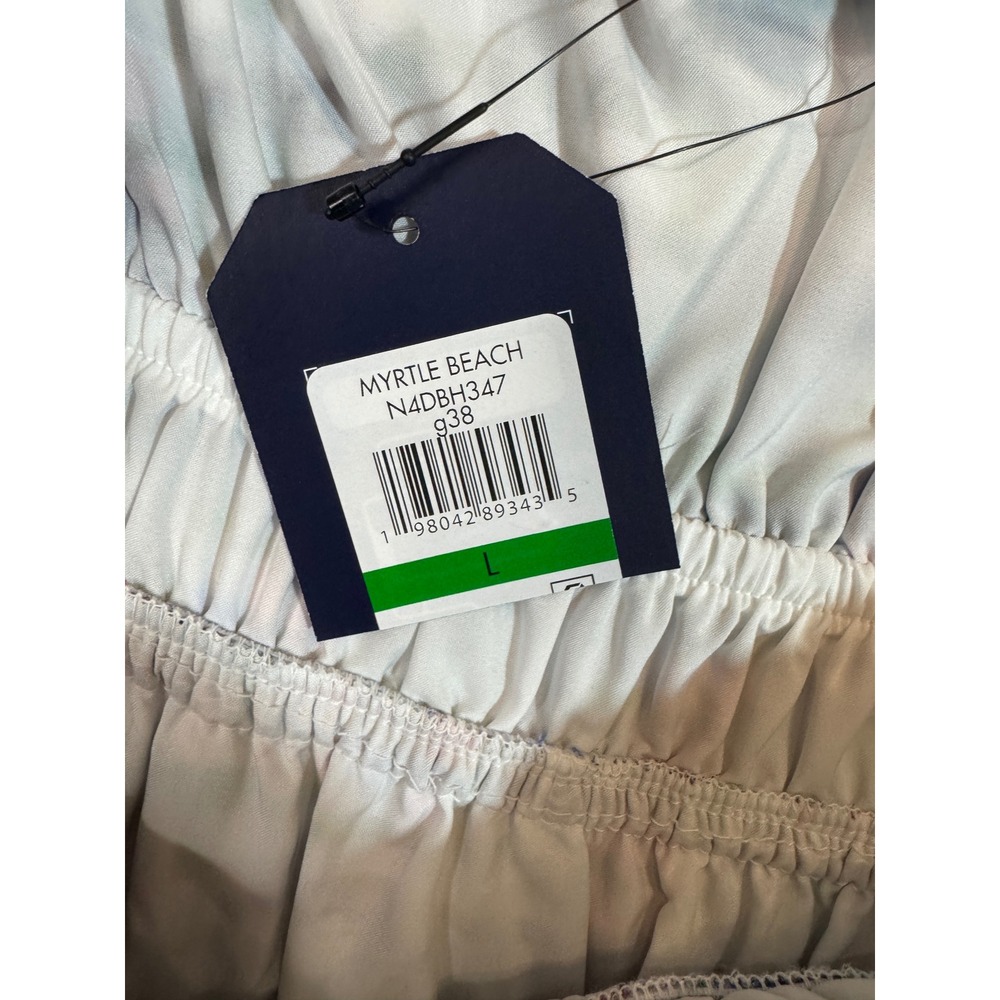 MYRTLE BEACH
N4DBH347
g38
1 98042 89343 5
L